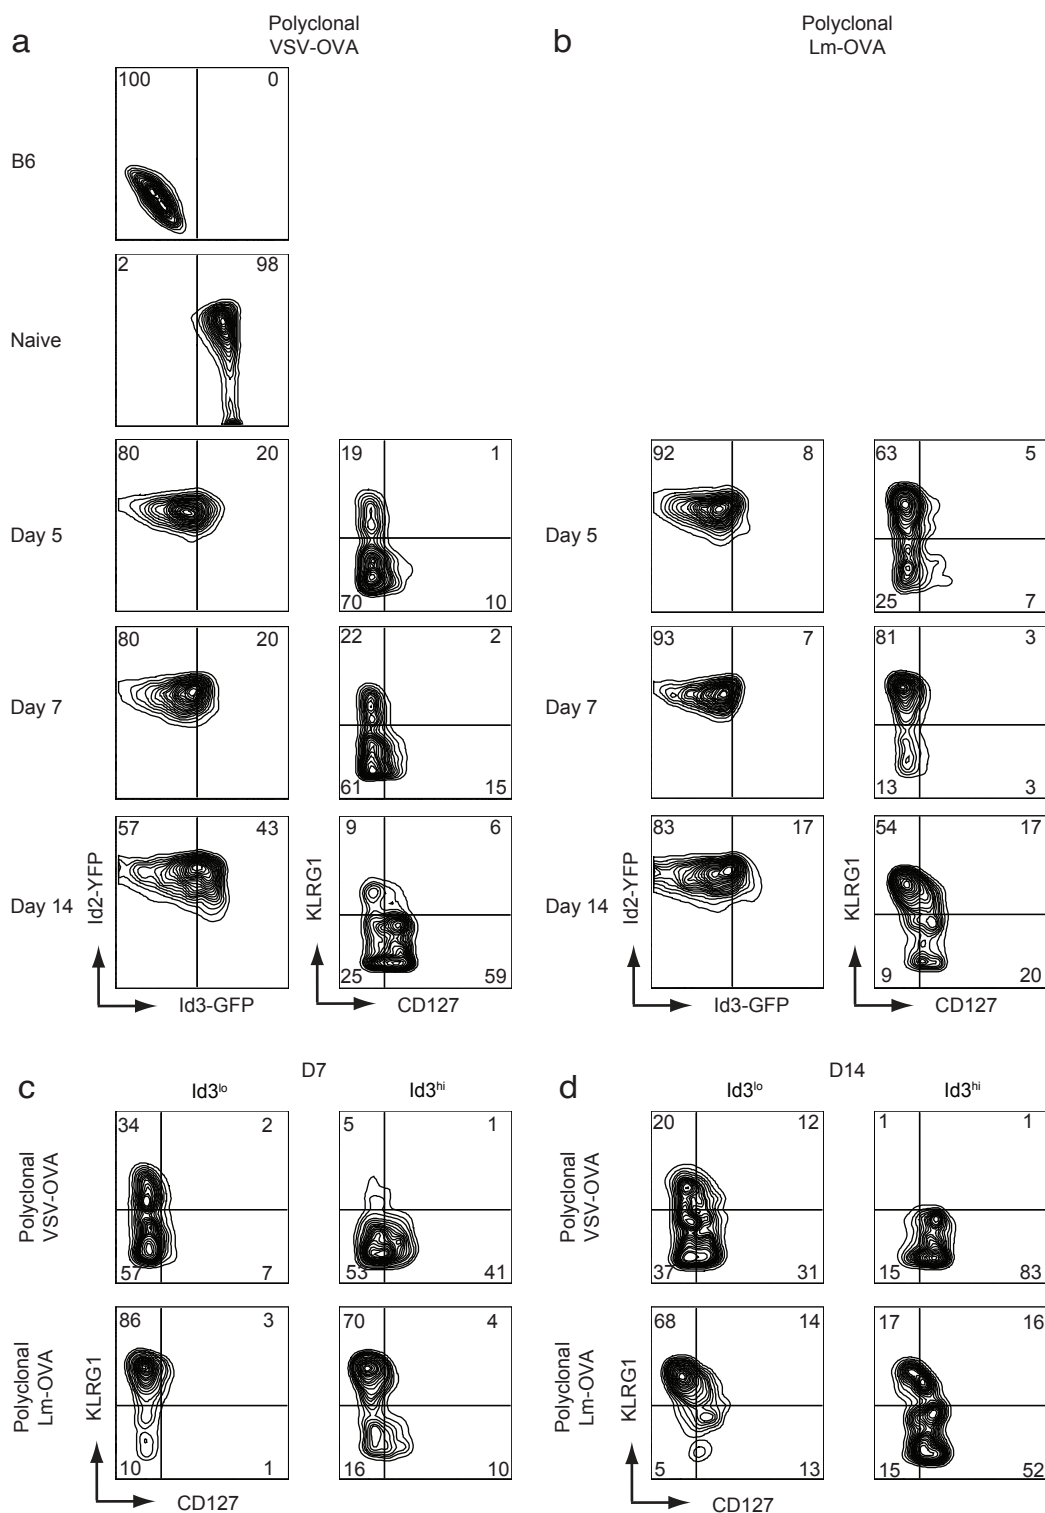 a
Polyclonal
VSV-OVA
b
Polyclonal
Lm-OVA
B6
100 0
Naive
2 98
Day 5
80 20
19 1
70 10
Day 5
92 8
63 5
25 7
Day 7
80 20
22 2
61 15
Day 7
93 7
81 3
13 3
Day 14
57 43
9 6
25 59
Day 14
83 17
54 17
9 20
Id2-YFP
Id3-GFP
KLRG1
CD127
Id2-YFP
Id3-GFP
KLRG1
CD127
c
D7
Id3lo
Id3hi
d
D14
Id3lo
Id3hi
Polyclonal
VSV-OVA
34 2
57 7
5 1
53 41
Polyclonal
VSV-OVA
20 12
37 31
1 1
15 83
Polyclonal
Lm-OVA
86 3
10 1
70 4
16 10
Polyclonal
Lm-OVA
68 14
5 13
17 16
15 52
KLRG1
CD127
KLRG1
CD127